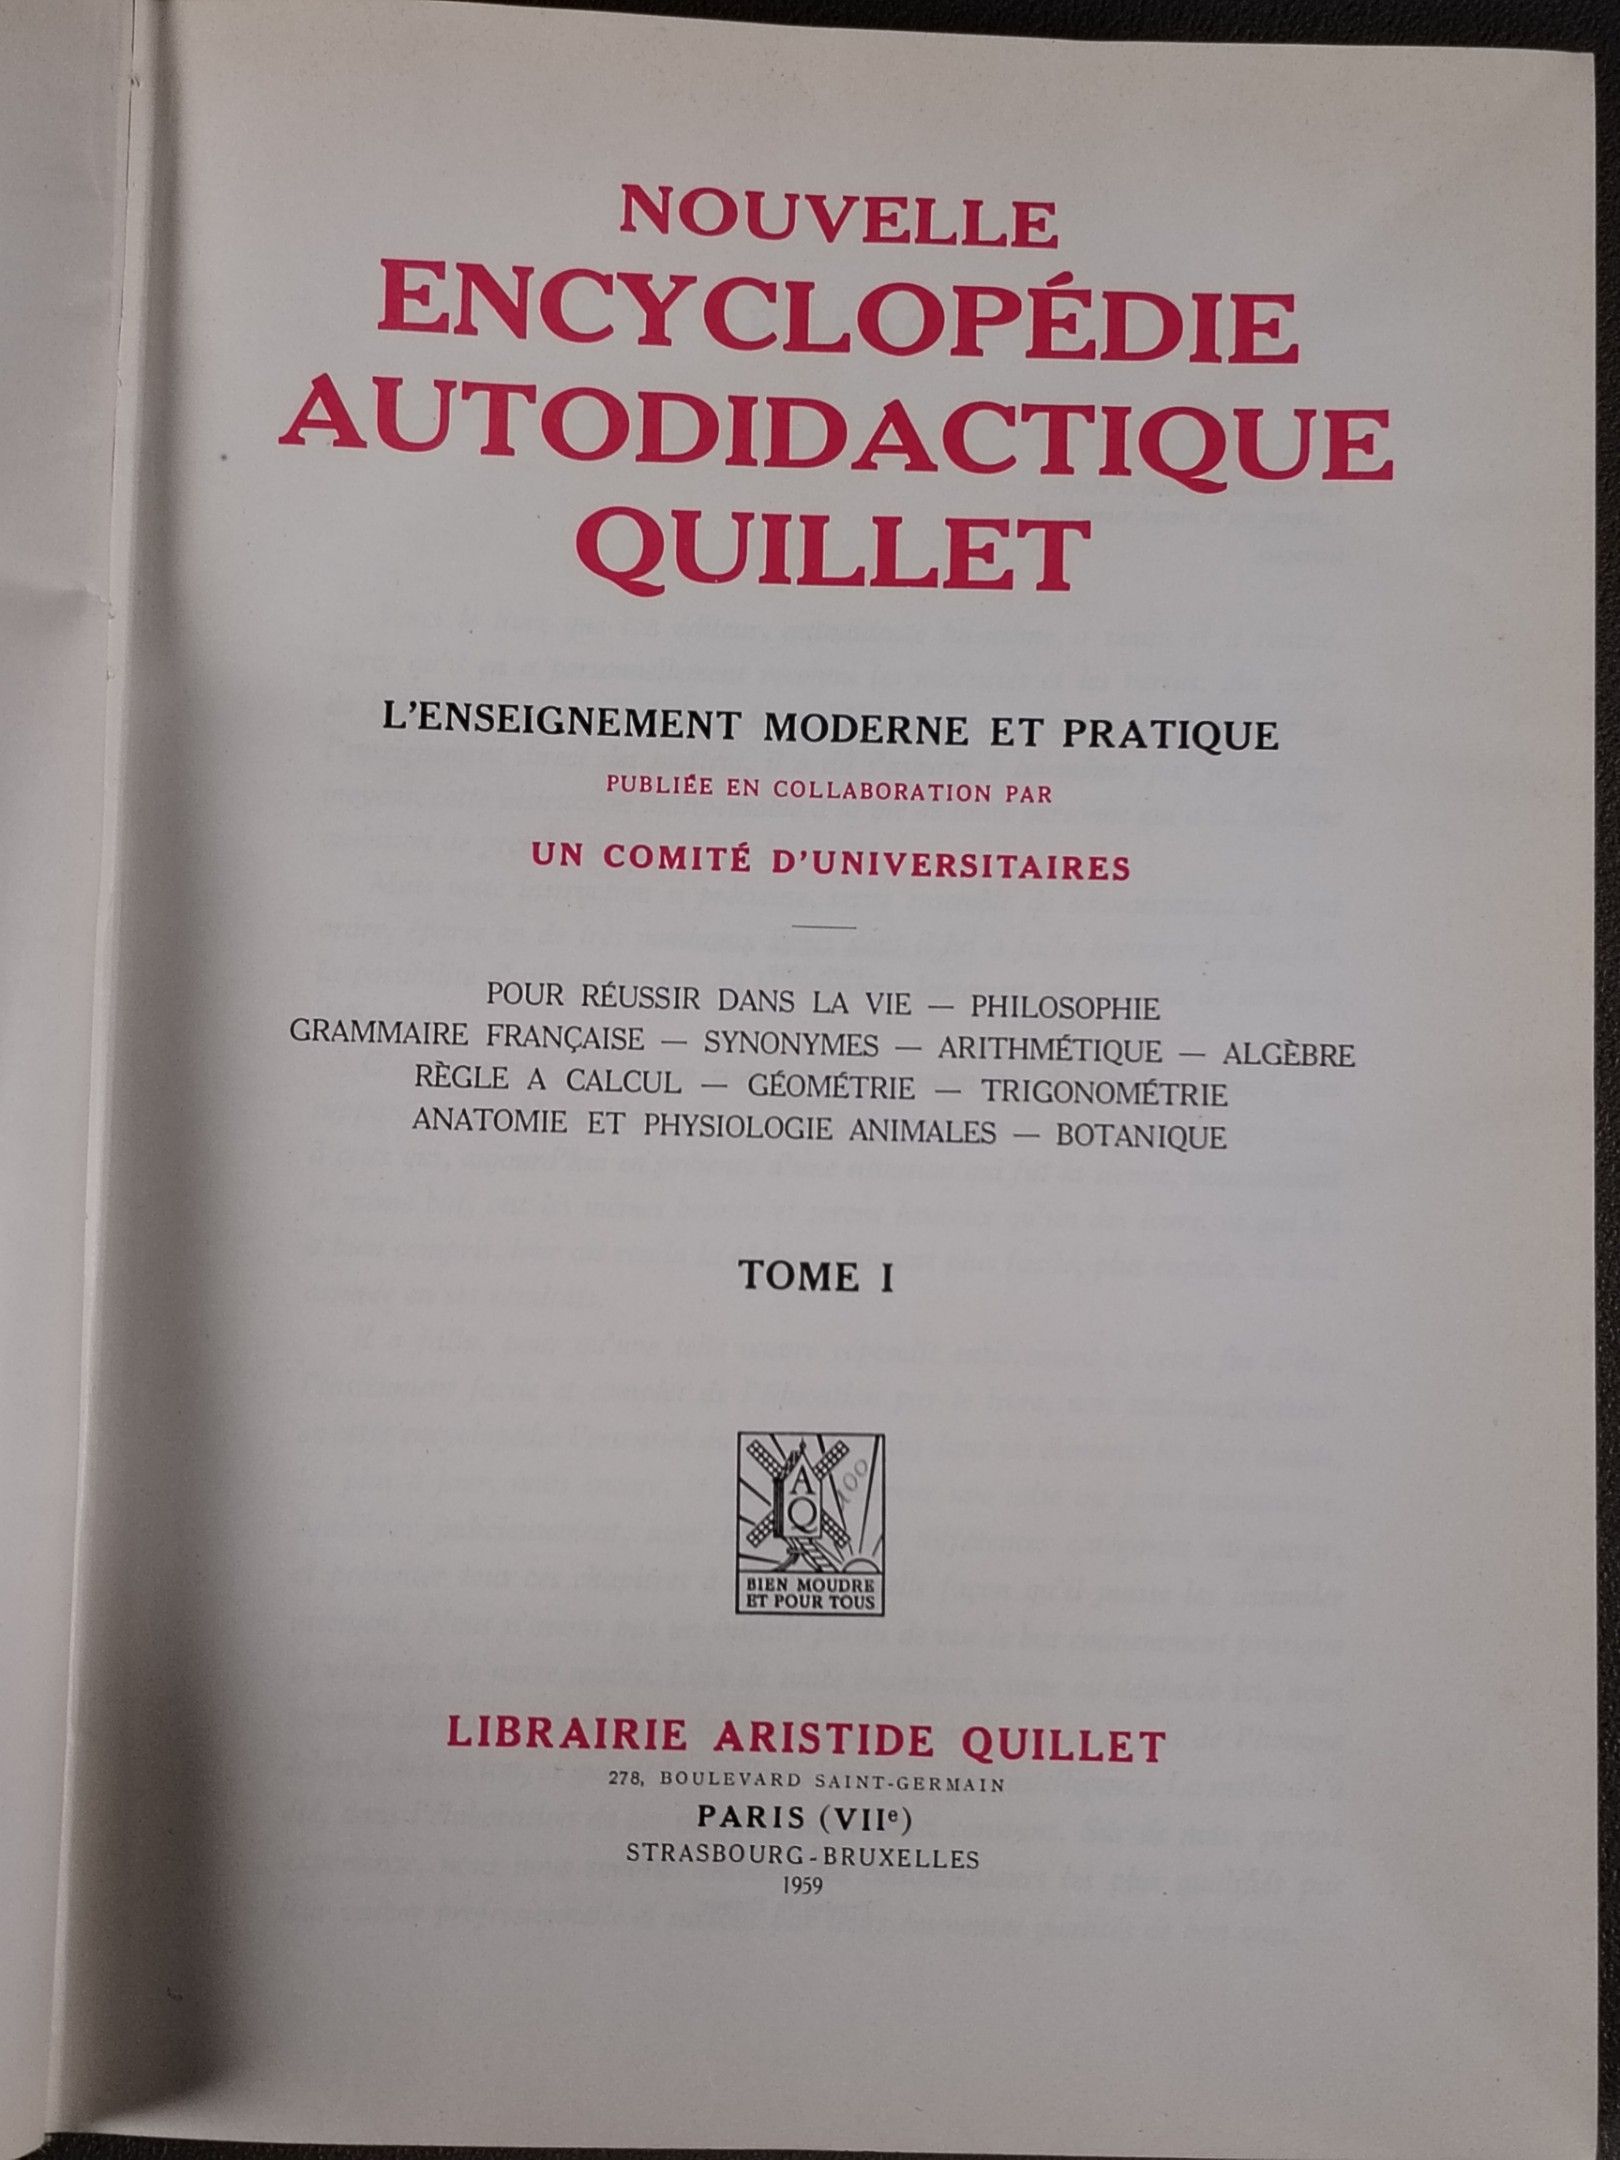 NOUVELLE
ENCYCLOPÉDIE
AUTODIDACTIQUE
QUILLET
L'ENSEIGNEMENT MODERNE ET PRATIQUE
PUBLIÉE EN COLLABORATION PAR
UN COMITÉ D'UNIVERSITAIRES
POUR RÉUSSIR DANS LA VIE — PHILOSOPHIE
GRAMMAIRE FRANÇAISE — SYNONYMES — ARITHMÉTIQUE — ALGÈBRE
RÈGLE A CALCUL — GÉOMÉTRIE — TRIGONOMÉTRIE
ANATOMIE ET PHYSIOLOGIE ANIMALES — BOTANIQUE
TOME I
A
Q
100
BIEN MOUDRE
ET POUR TOUS
LIBRAIRIE ARISTIDE QUILLET
278, BOULEVARD SAINT-GERMAIN
PARIS (VIIe)
STRASBOURG-BRUXELLES
1959